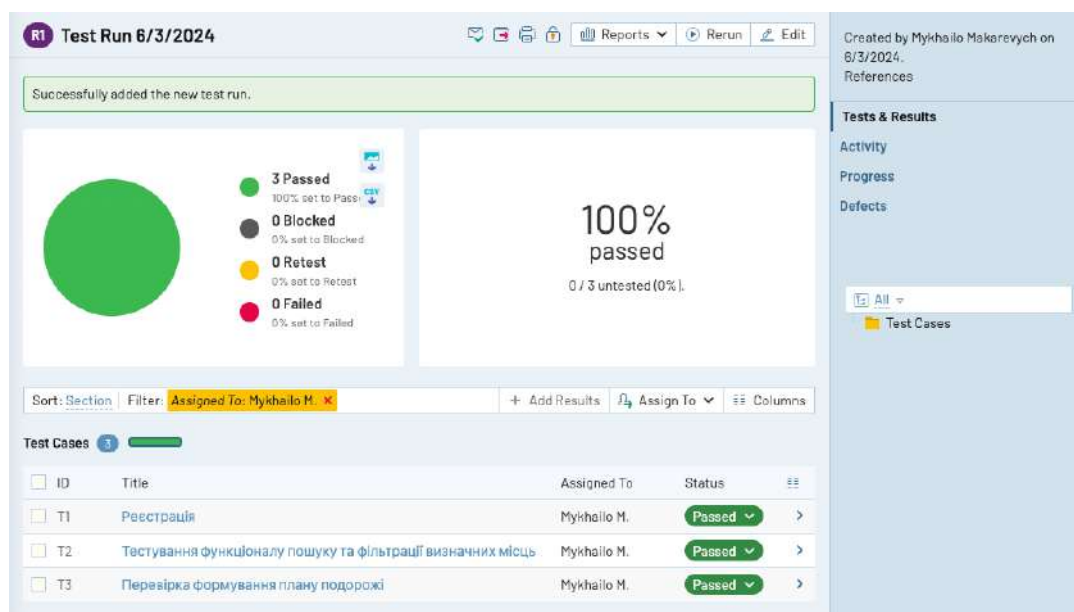 R1 Test Run 6/3/2024
Reports
Rerun
Edit
Successfully added the new test run.
3 Passed
100% set to Pass
CSV
0 Blocked
0% set to Blocked
0 Retest
0% set to Retest
0 Failed
0% set to Failed
100%
passed
0 / 3 untested (0%).
Sort: Section Filter: Assigned To: Mykhailo M. ×
+ Add Results Assign To Columns
Test Cases 3
ID Title Assigned To Status
T1 Реєстрація Mykhailo M. Passed
T2 Тестування функціоналу пошуку та фільтрації визначних місць Mykhailo M. Passed
T3 Перевірка формування плану подорожі Mykhailo M. Passed
Created by Mykhailo Makarevych on
6/3/2024.
References
Tests & Results
Activity
Progress
Defects
All
Test Cases